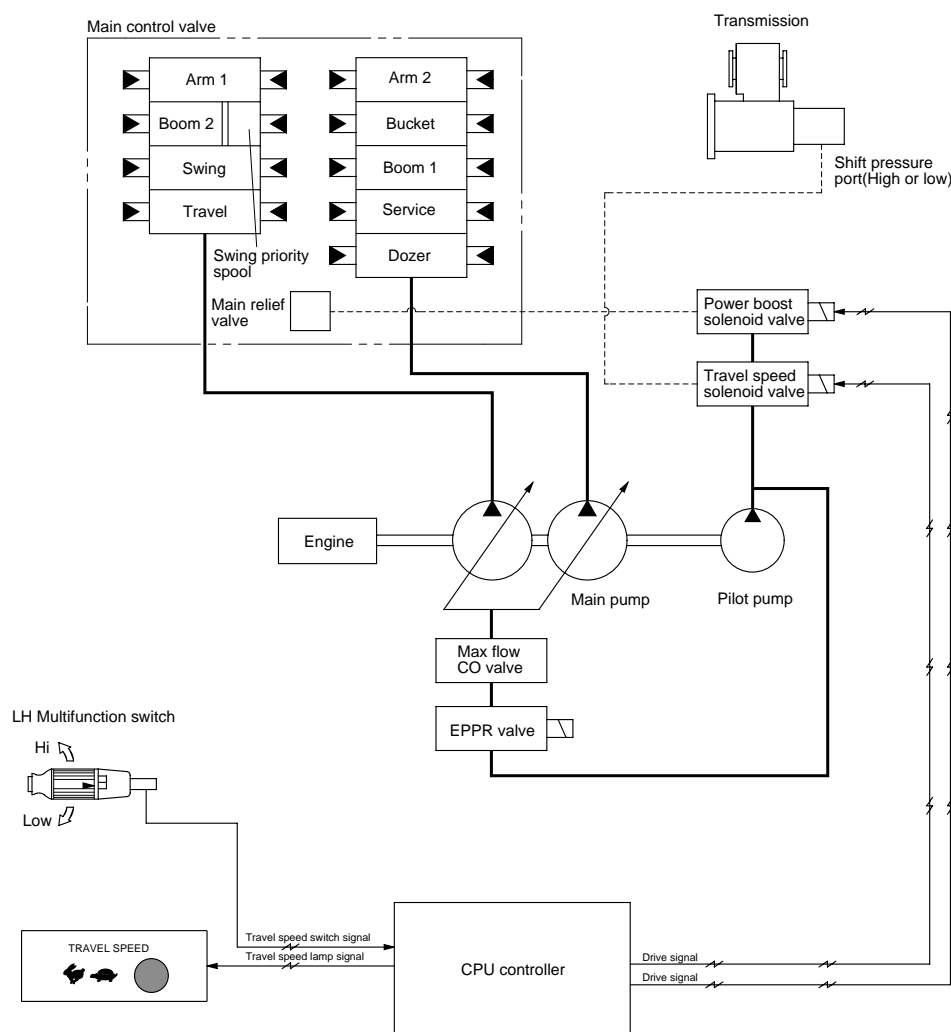 Main control valve
Transmission
Arm 1
Arm 2
Boom 2
Bucket
Swing
Boom 1
Travel
Service
Dozer
Swing priority
spool
Main relief
valve
Shift pressure
port(High or low)
Power boost
solenoid valve
Travel speed
solenoid valve
Engine
Main pump
Pilot pump
Max flow
CO valve
EPPR valve
LH Multifunction switch
Hi
Low
TRAVEL SPEED
Travel speed switch signal
Travel speed lamp signal
CPU controller
Drive signal
Drive signal